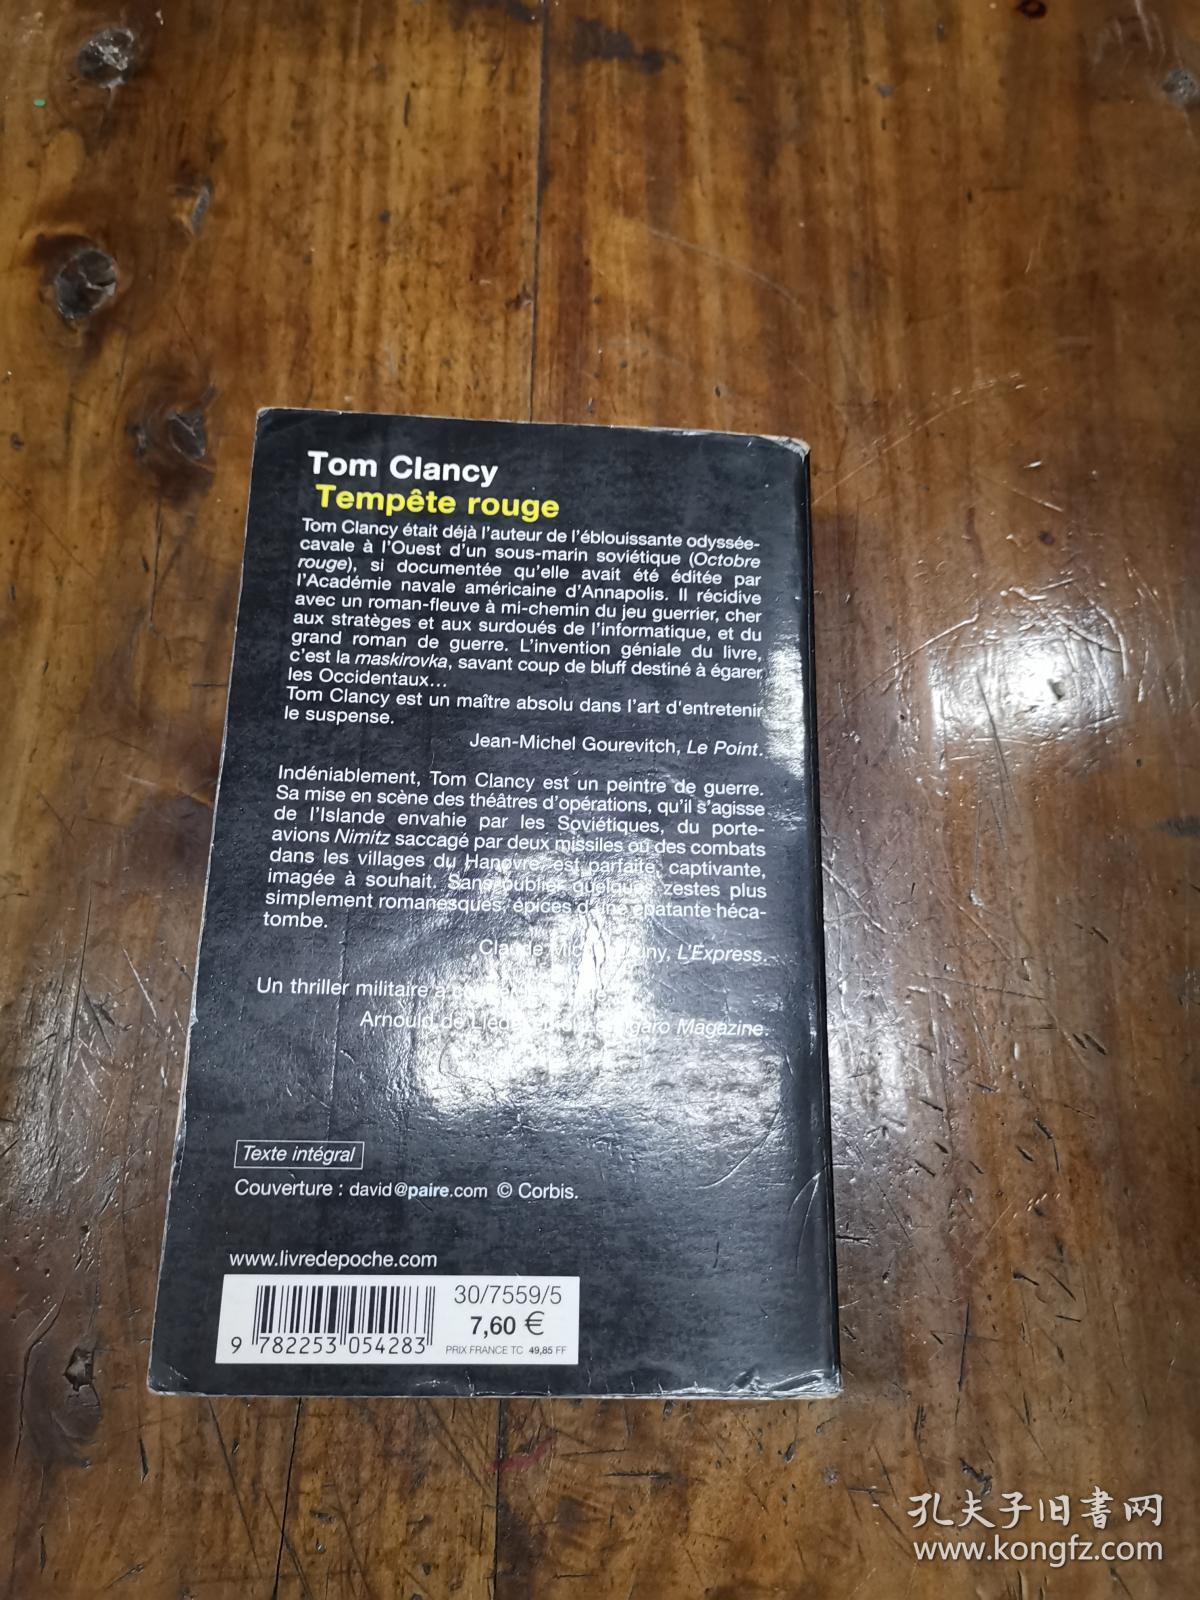 Tom Clancy
Tempête rouge
Tom Clancy était déjà l'auteur de l'éblouissante odyssée-
cavale à l'Ouest d'un sous-marin soviétique (Octobre
rouge), si documentée qu'elle avait été éditée par
l'Académie navale américaine d'Annapolis. Il récidive
avec un roman-fleuve à mi-chemin du jeu guerrier, cher
aux stratèges et aux surdoués de l'informatique, et du
grand roman de guerre. L'invention géniale du livre,
c'est la maskirovka, savant coup de bluff destiné à égarer
les Occidentaux...
Tom Clancy est un maître absolu dans l'art d'entretenir
le suspense.
Jean-Michel Gourevitch, Le Point.
Indéniablement, Tom Clancy est un peintre de guerre.
Sa mise en scène des théâtres d'opérations, qu'il s'agisse
de l'Islande envahie par les Soviétiques, du porte-
avions Nimitz saccagé par deux missiles ou des combats
dans les villages du Hanovre, est parfaite, captivante,
imagée à souhait. Sans oublier quelques zestes plus
simplement romanesques, épicés d'une épatante héca-
tombe.
Claude L'Express.
Un thriller militaire à
Arnould de Magazine.
Texte intégral
Couverture : david@paire.com © Corbis.
www.livredepoche.com
30/7559/5
7,60 €
PRIX FRANCE TC 49,85 FF
9 782253 054283
孔夫子旧书网
www.kongfz.com